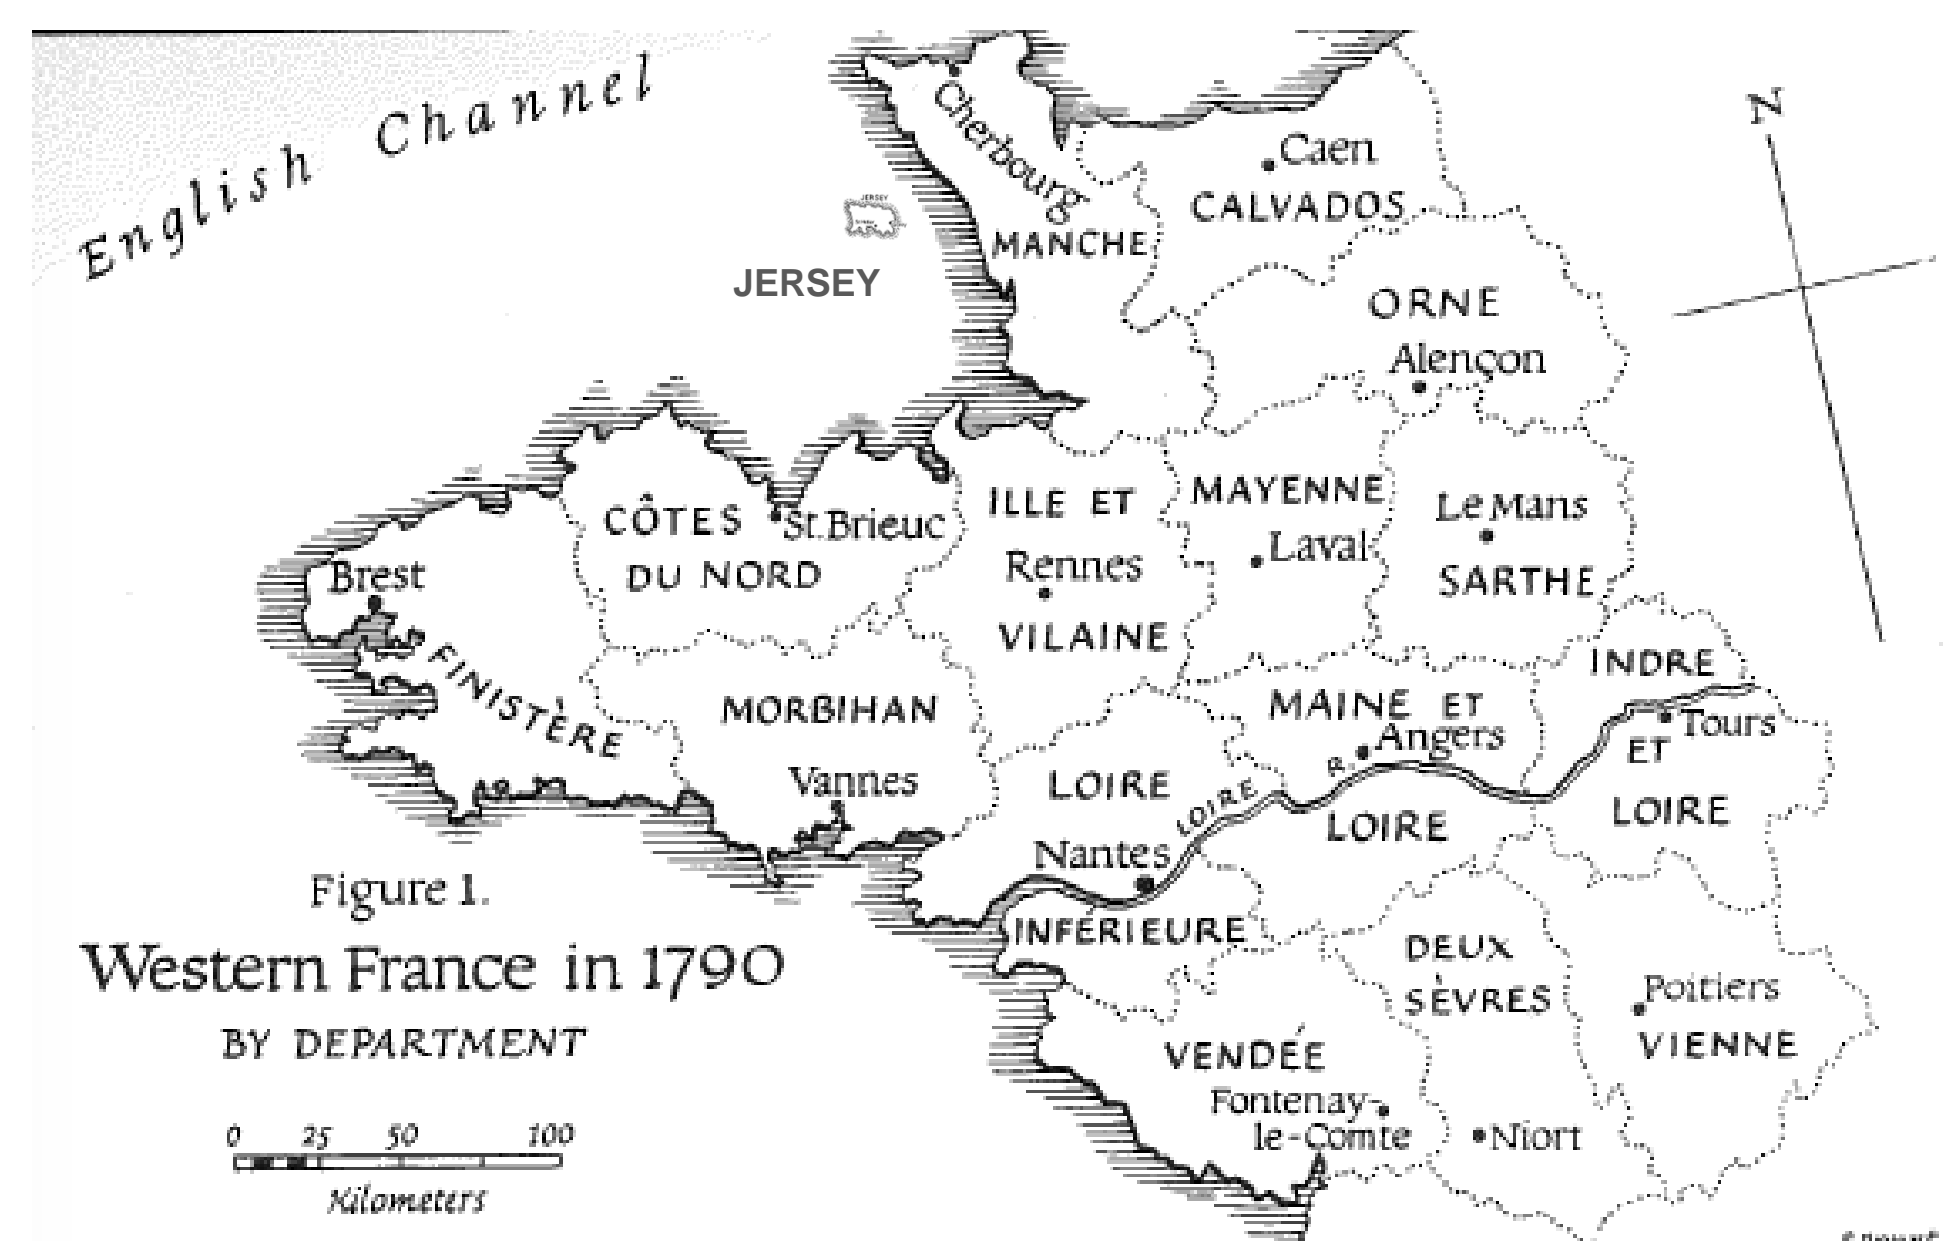 English Channel
Cherbourg
Caen
CALVADOS
N
JERSEY
MANCHE
JERSEY
ORNE
Alençon
CÔTES
DU NORD
St. Brieuc
ILLE ET
Rennes
VILAINE
MAYENNE
Laval
Le Mans
SARTHE
Brest
FINISTÈRE
MORBIHAN
Vannes
INDRE
Tours
ET
LOIRE
MAINE ET
Angers
LOIRE
R.
LOIRE
LOIRE
Nantes
INFÉRIEURE
Figure 1.
Western France in 1790
BY DEPARTMENT
DEUX
SÈVRES
Poitiers
VIENNE
VENDÉE
Fontenay-
le-Comte
Niort
0 25 50 100
Kilometers